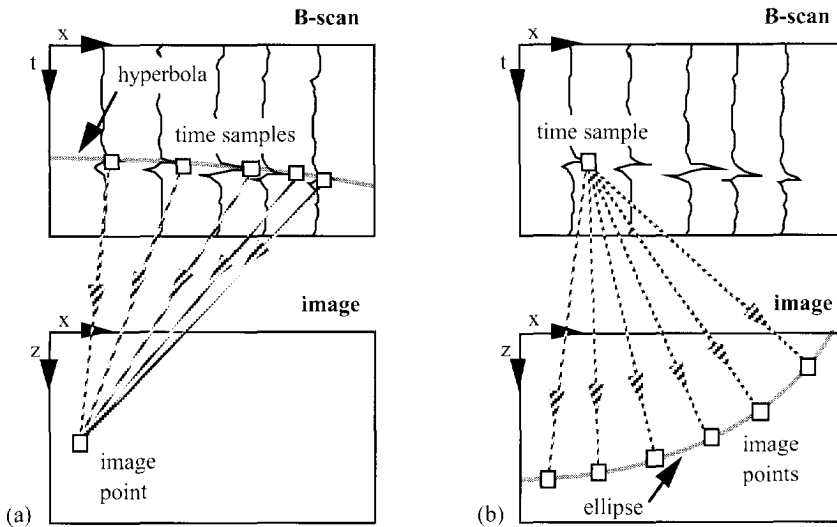 B-scan
x
t
hyperbola
time samples
image
x
z
image
point
(a)
B-scan
x
t
time sample
image
x
z
image
points
ellipse
(b)